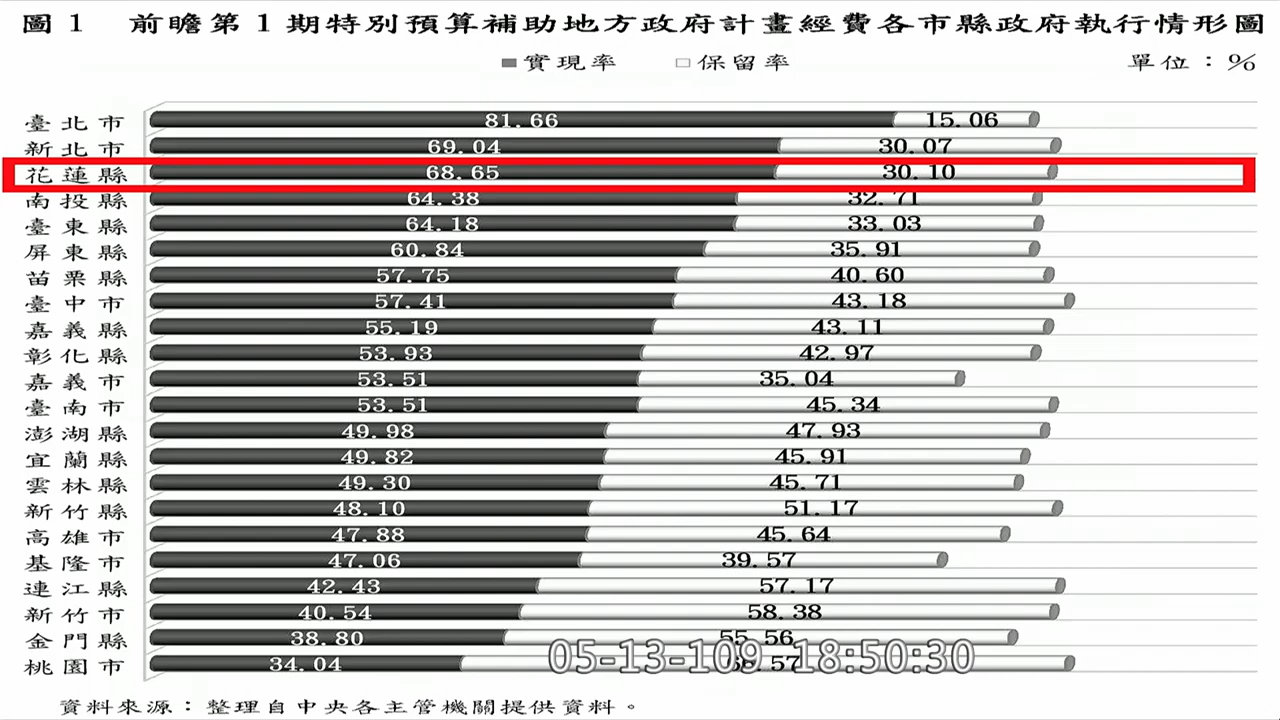 圖1 前瞻第1期特別預算補助地方政府計畫經費各市縣政府執行情形圖
實現率 保留率 單位：%
臺北市 81.66 15.06
新北市 69.04 30.07
花蓮縣 68.65 30.10
南投縣 64.38 32.71
臺東縣 64.18 33.03
屏東縣 60.84 35.91
苗栗縣 57.75 40.60
臺中市 57.41 43.18
嘉義縣 55.19 43.11
彰化縣 53.93 42.97
嘉義市 53.51 35.04
臺南市 53.51 45.34
澎湖縣 49.98 47.93
宜蘭縣 49.82 45.91
雲林縣 49.30 45.71
新竹縣 48.10 51.17
高雄市 47.88 45.64
基隆市 47.06 39.57
連江縣 42.43 57.17
新竹市 40.54 58.38
金門縣 38.80 55.56
桃園市 34.04
05-13-109 18:50:30
資料來源：整理自中央各主管機關提供資料。